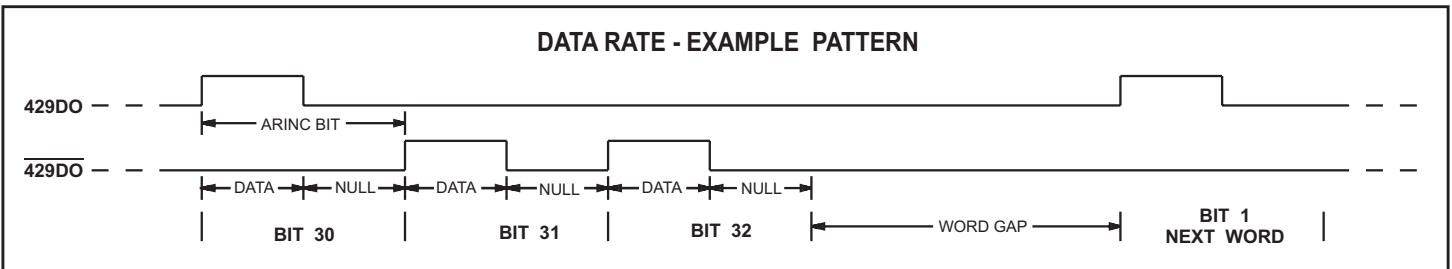 DATA RATE - EXAMPLE PATTERN
429DO
ARINC BIT
429DO
DATA NULL DATA NULL DATA NULL
BIT 30 BIT 31 BIT 32 WORD GAP BIT 1
NEXT WORD